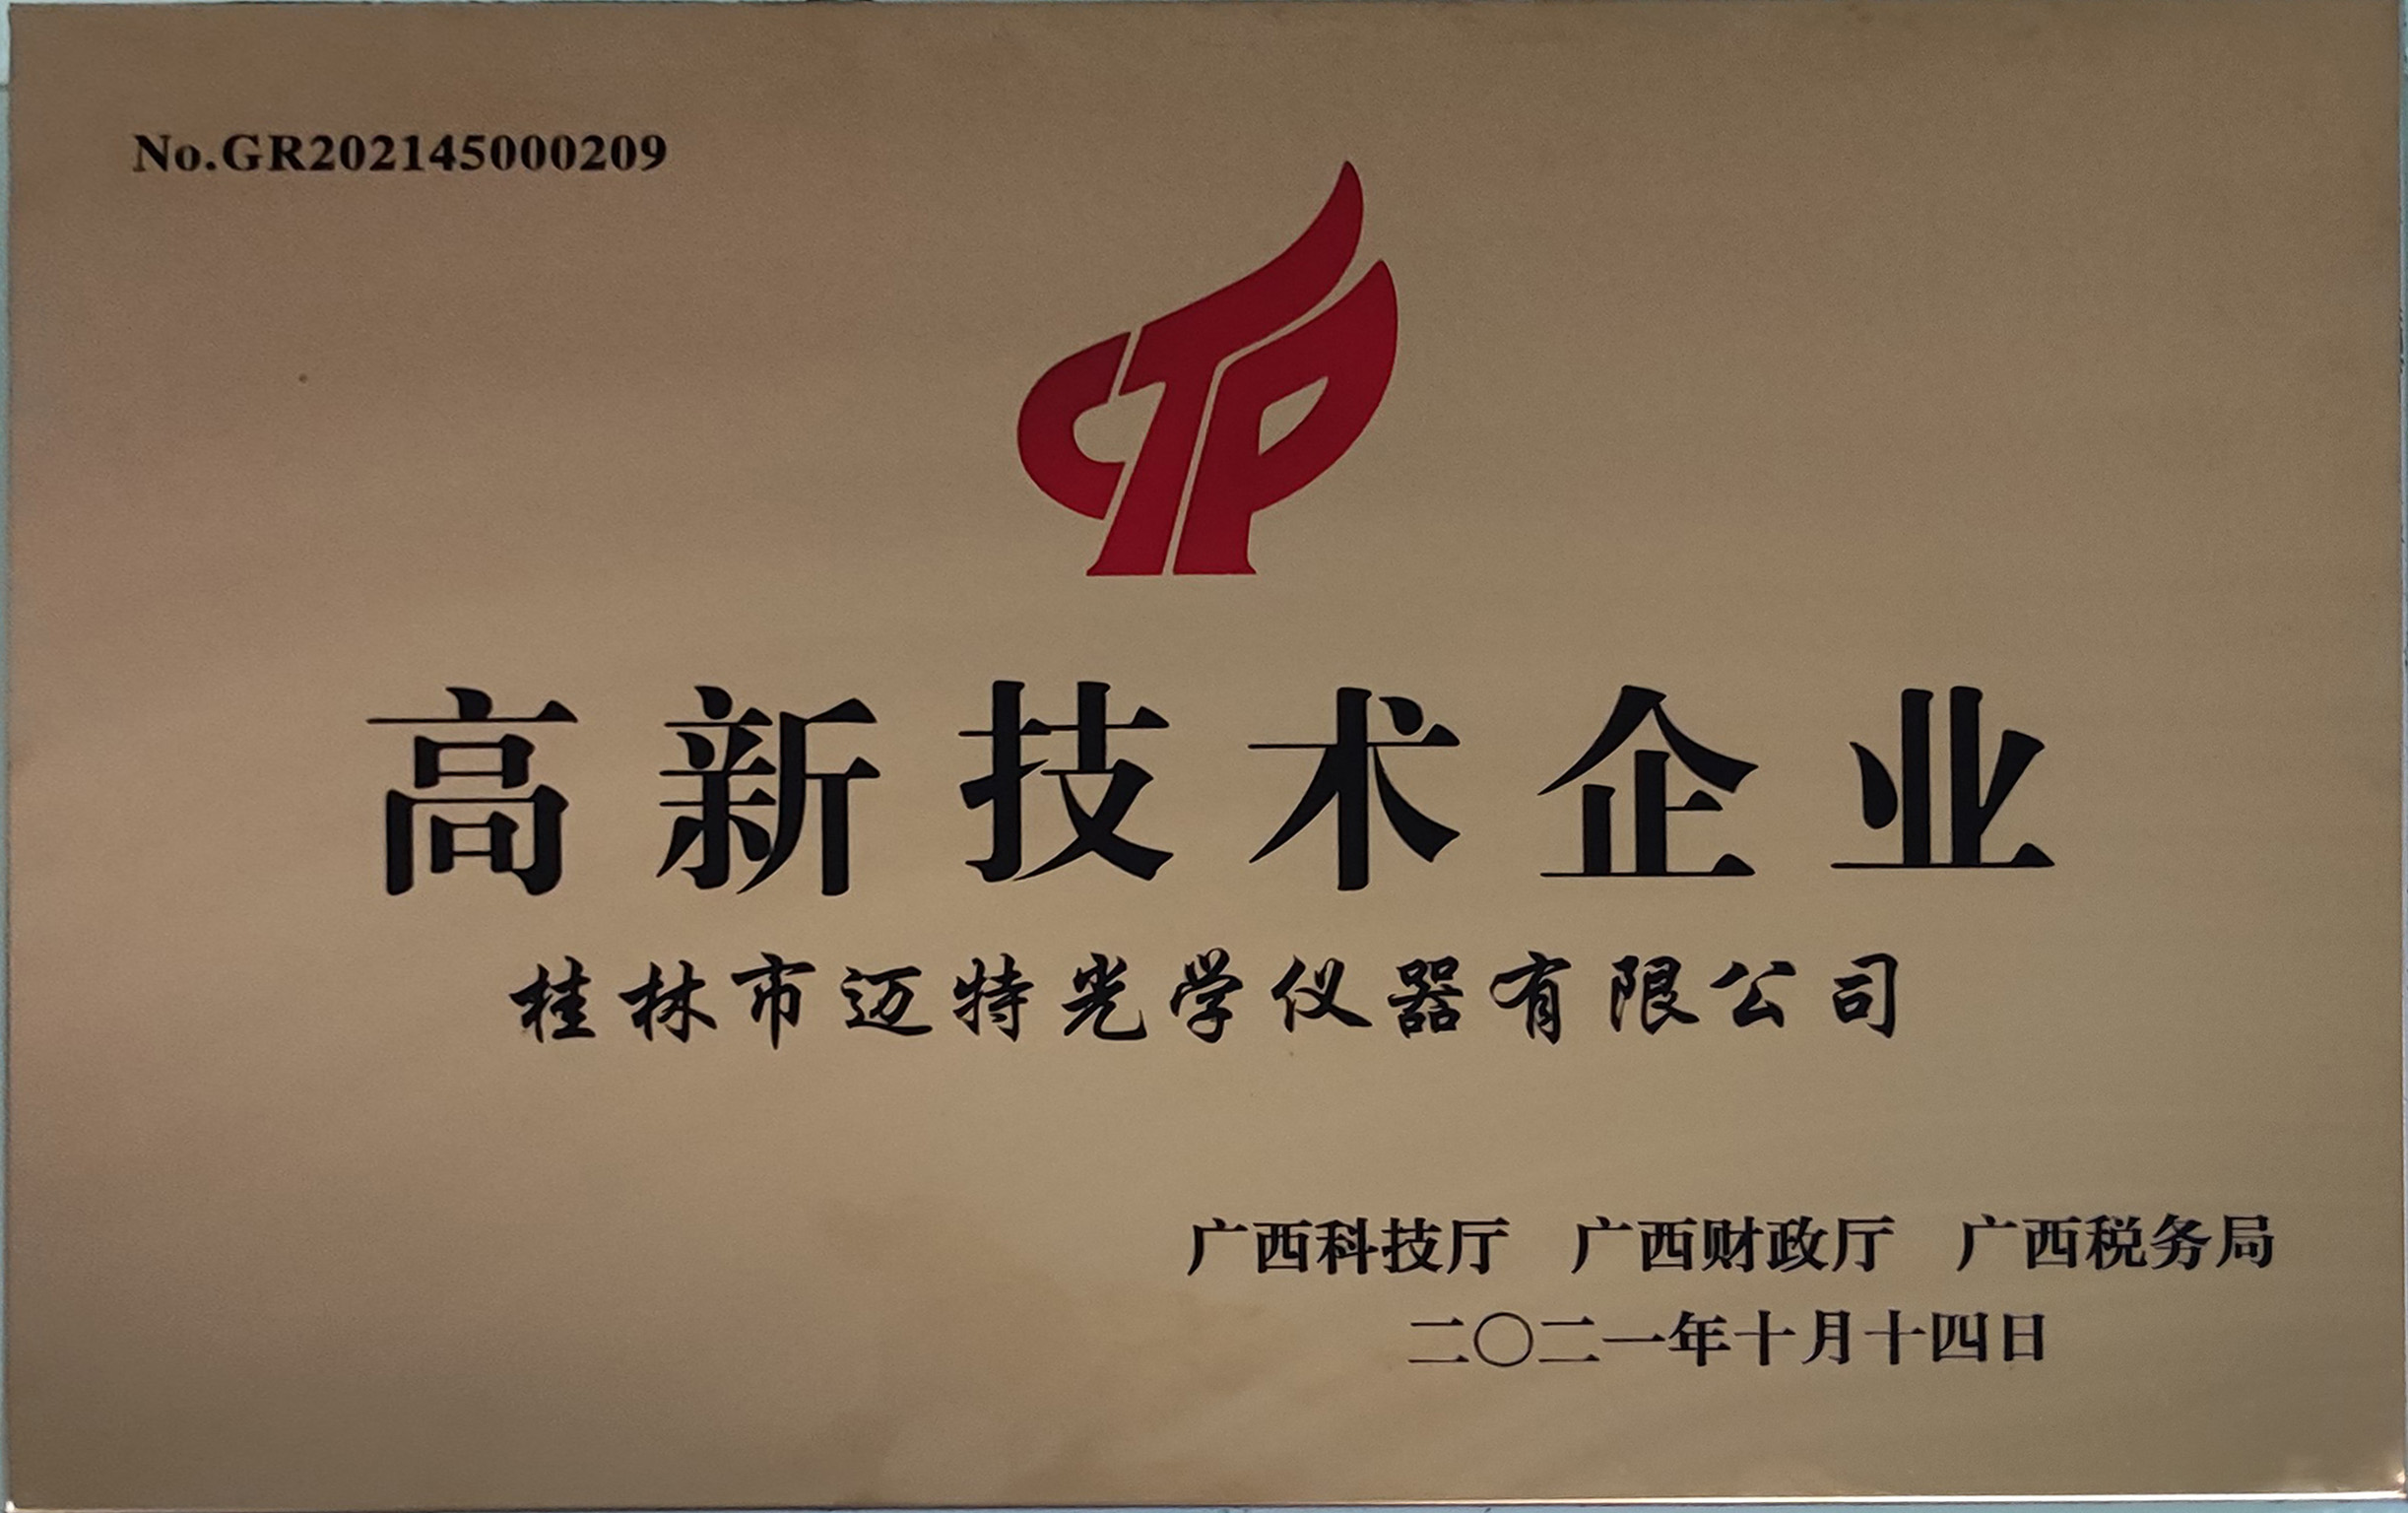 No.GR202145000209
CTP
高新技术企业
桂林市迈特光学仪器有限公司
广西科技厅 广西财政厅 广西税务局
二〇二一年十月十四日